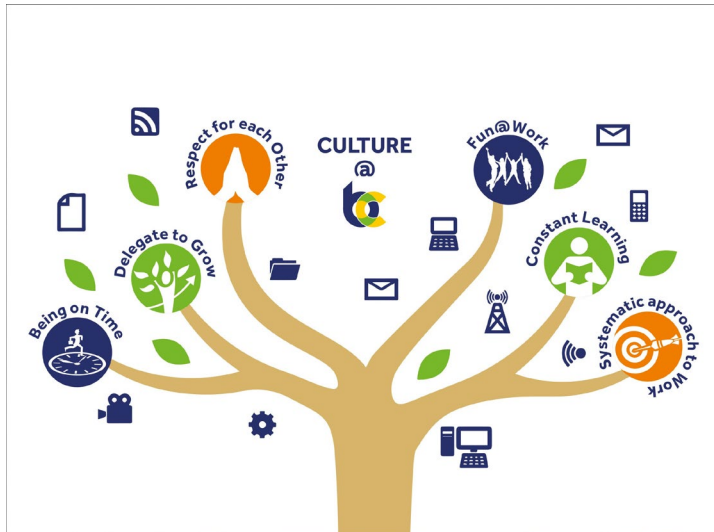 Respect for each Other
CULTURE
@
bcc
Fun@Work
Delegate to Grow
Constant Learning
Being on Time
Systematic approach to Work